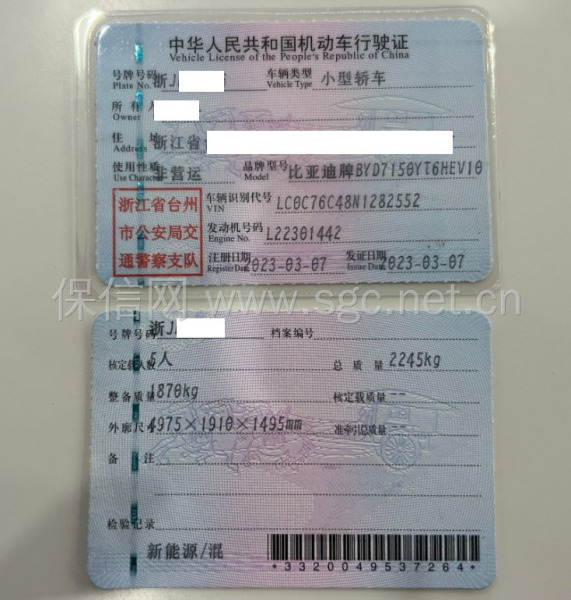 中华人民共和国机动车行驶证
Vehicle License of the People's Republic of China
号牌号码 浙J 车辆类型 小型轿车
Plate No. Vehicle Type
所有人
Owner
住址 浙江省
Address
使用性质 非营运 品牌型号 比亚迪牌BYD7150YT6HEV10
Use Character Model
浙江省台州
市公安局交
通警察支队
车辆识别代号 LC0C76C48N1282552
VIN
发动机号码 L22301442
Engine No.
注册日期 2023-03-07 发证日期 2023-03-07
Register Date Issue Date
保信网 www.sgc.net.cn
号牌号码 浙J 档案编号
核定载人数 5人 总质量 2245kg
整备质量 1870kg 核定载质量 --
外廓尺寸 4975×1910×1495mm 准牵引总质量 --
备注
检验记录
新能源/混
*3320049537264*